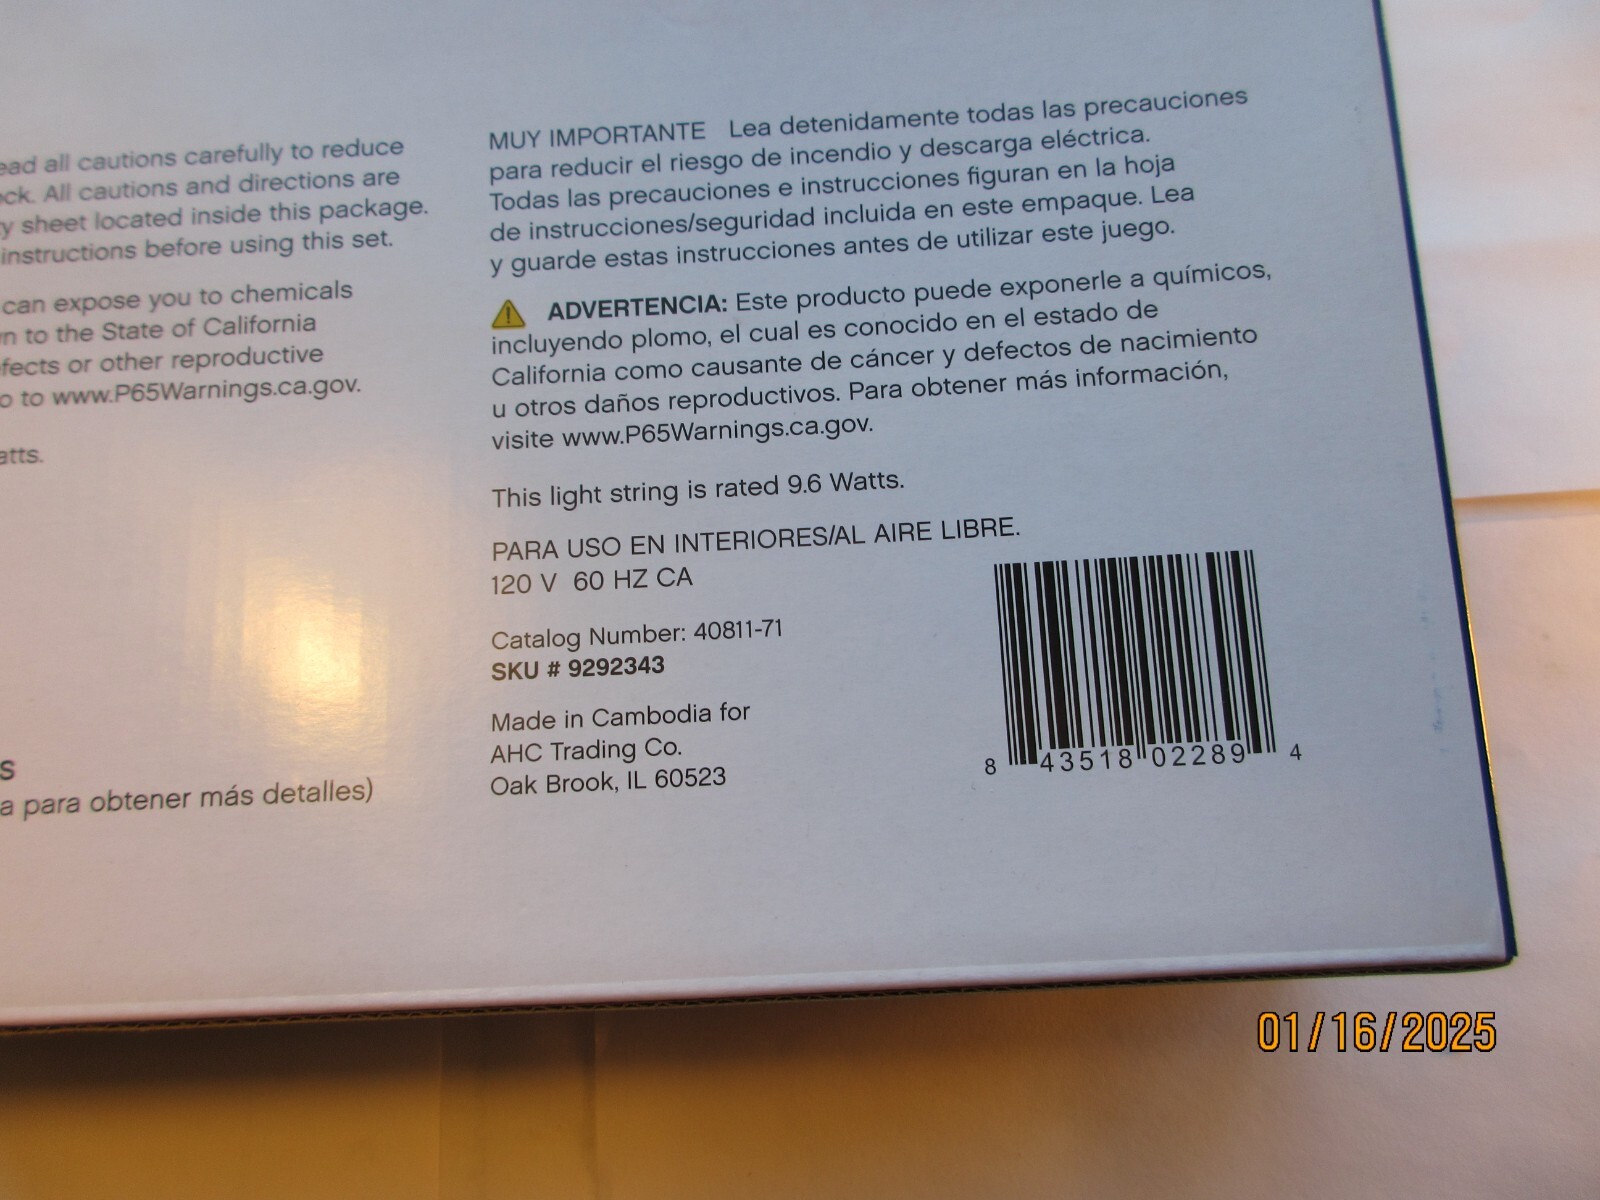 ead all cautions carefully to reduce
ck. All cautions and directions are
y sheet located inside this package.
instructions before using this set.
can expose you to chemicals
n to the State of California
fects or other reproductive
o to www.P65Warnings.ca.gov.
atts.
s
a para obtener más detalles)
MUY IMPORTANTE Lea detenidamente todas las precauciones
para reducir el riesgo de incendio y descarga eléctrica.
Todas las precauciones e instrucciones figuran en la hoja
de instrucciones/seguridad incluida en este empaque. Lea
y guarde estas instrucciones antes de utilizar este juego.
ADVERTENCIA: Este producto puede exponerle a químicos,
incluyendo plomo, el cual es conocido en el estado de
California como causante de cáncer y defectos de nacimiento
u otros daños reproductivos. Para obtener más información,
visite www.P65Warnings.ca.gov.
This light string is rated 9.6 Watts.
PARA USO EN INTERIORES/AL AIRE LIBRE.
120 V 60 HZ CA
Catalog Number: 40811-71
SKU # 9292343
Made in Cambodia for
AHC Trading Co.
Oak Brook, IL 60523
8 43518 02289 4
01/16/2025